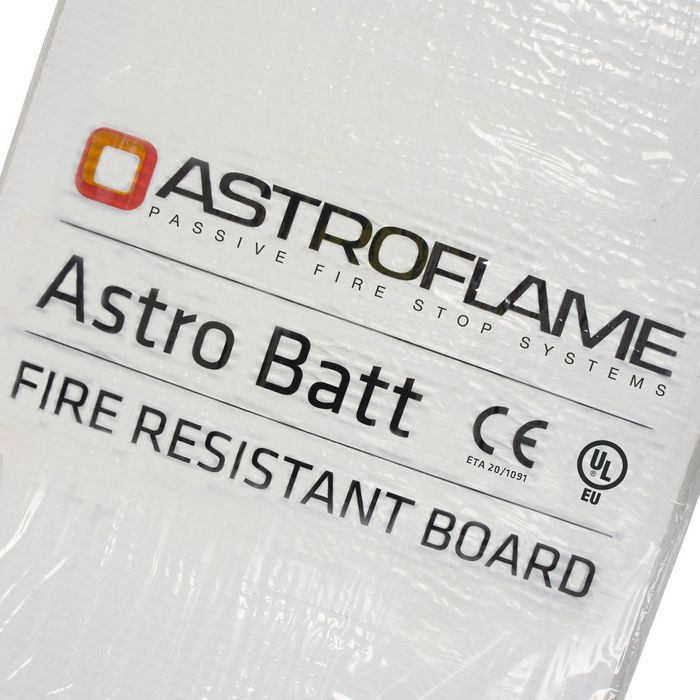 ASTROFLAME
PASSIVE FIRE STOP SYSTEMS
Astro Batt
CE
ETA 20/1091
UL
®
EU
FIRE RESISTANT BOARD